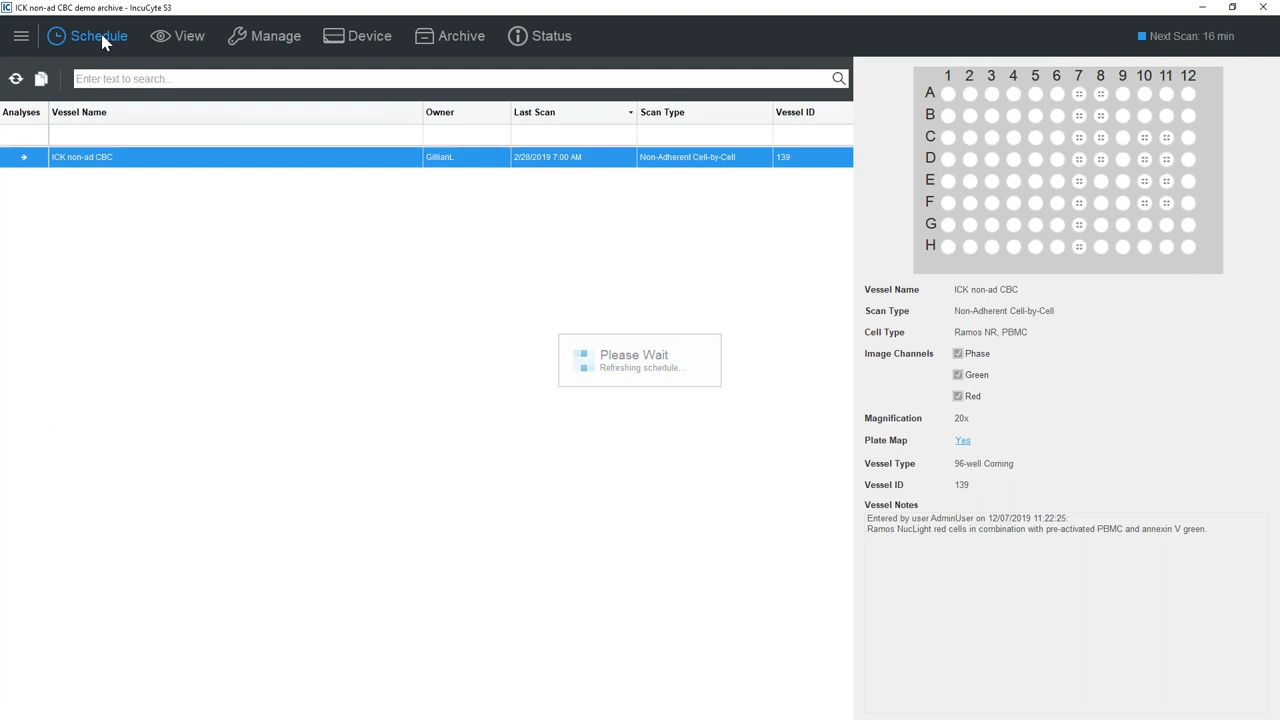 IC ICK non-ad CBC demo archive - IncuCyte S3
Schedule View Manage Device Archive Status Next Scan: 16 min
Enter text to search...
Analyses Vessel Name Owner Last Scan Scan Type Vessel ID
ICK non-ad CBC GillianL 2/28/2019 7:00 AM Non-Adherent Cell-by-Cell 139
Please Wait
Refreshing schedule...
1 2 3 4 5 6 7 8 9 10 11 12
A
B
C
D
E
F
G
H
Vessel Name ICK non-ad CBC
Scan Type Non-Adherent Cell-by-Cell
Cell Type Ramos NR, PBMC
Image Channels Phase
Green
Red
Magnification 20x
Plate Map Yes
Vessel Type 96-well Corning
Vessel ID 139
Vessel Notes
Entered by user AdminUser on 12/07/2019 11:22:25:
Ramos NucLight red cells in combination with pre-activated PBMC and annexin V green.